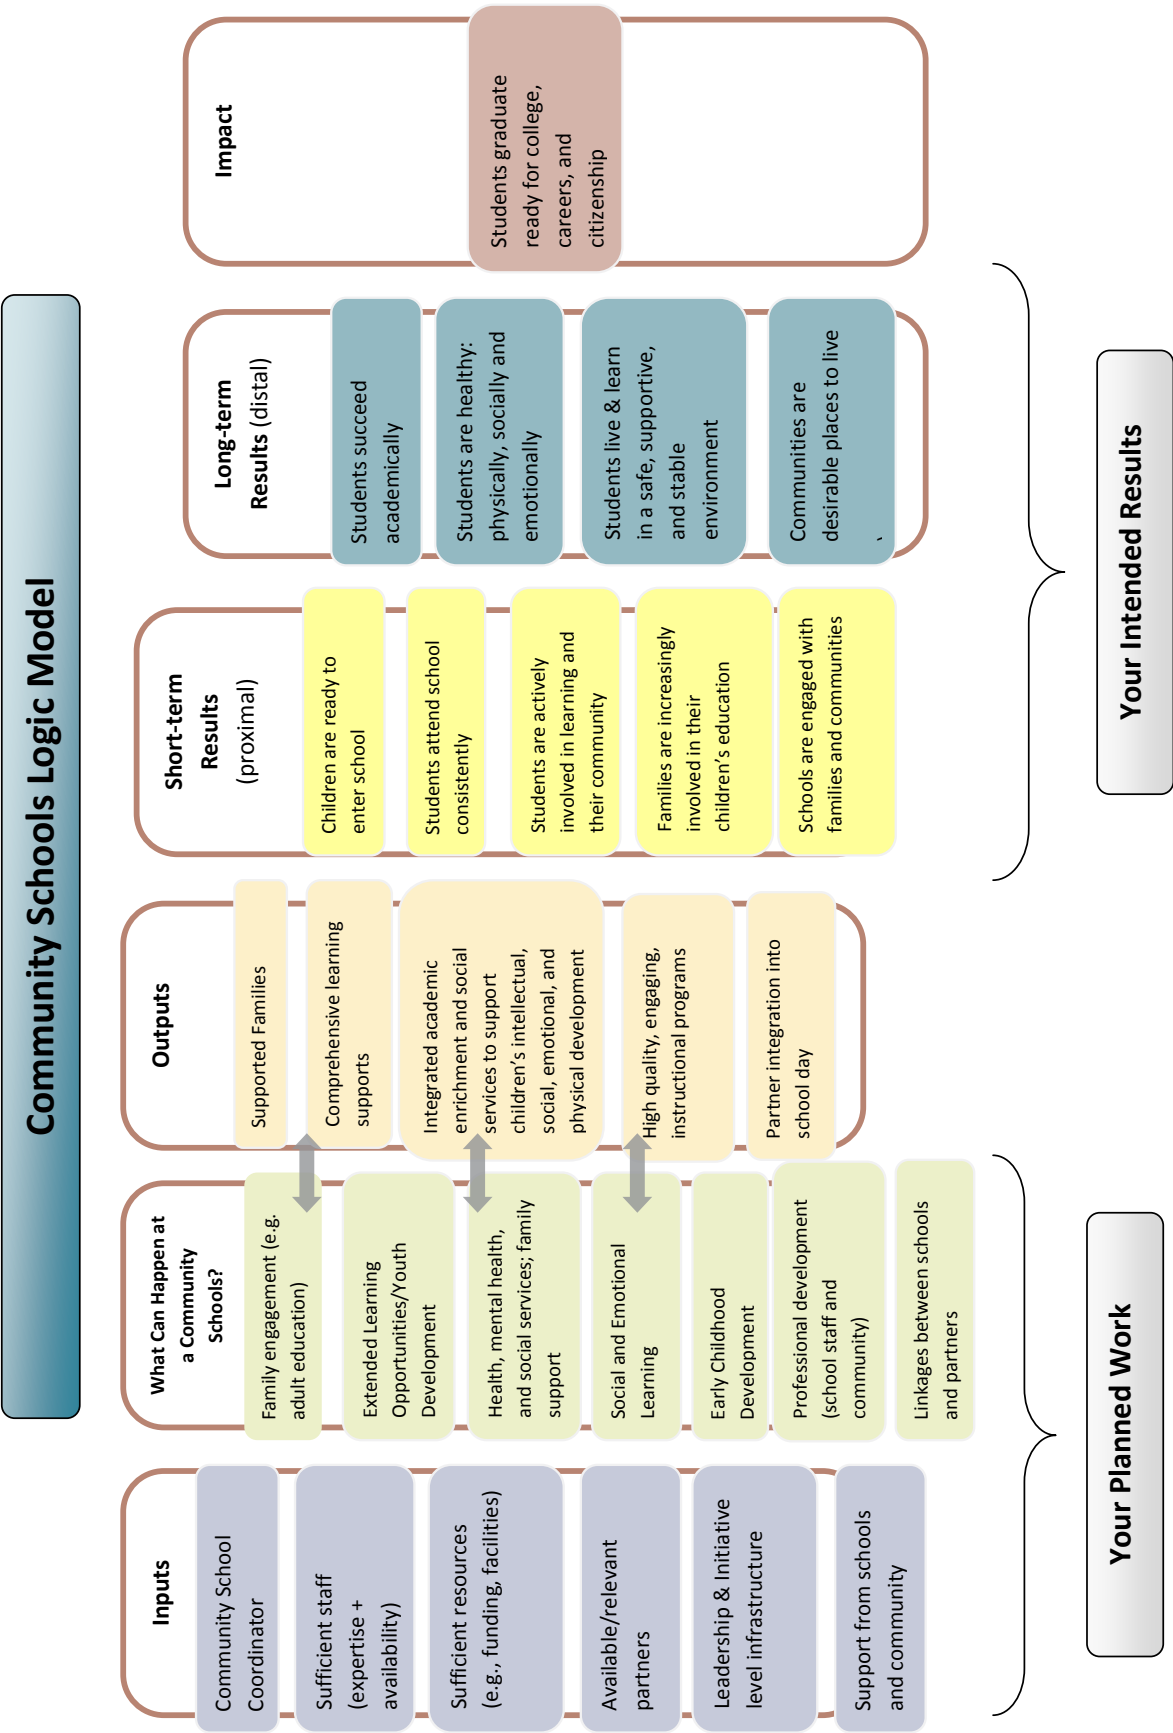 Community Schools Logic Model
Inputs
Community School
Coordinator
Sufficient staff
(expertise +
availability)
Sufficient resources
(e.g., funding, facilities)
Available/relevant
partners
Leadership & Initiative
level infrastructure
Support from schools
and community
What Can Happen at
a Community
Schools?
Family engagement (e.g.
adult education)
Extended Learning
Opportunities/Youth
Development
Health, mental health,
and social services; family
support
Social and Emotional
Learning
Early Childhood
Development
Professional development
(school staff and
community)
Linkages between schools
and partners
Outputs
Supported Families
Comprehensive learning
supports
Integrated academic
enrichment and social
services to support
children’s intellectual,
social, emotional, and
physical development
High quality, engaging,
instructional programs
Partner integration into
school day
Short-term
Results
(proximal)
Children are ready to
enter school
Students attend school
consistently
Students are actively
involved in learning and
their community
Families are increasingly
involved in their
children’s education
Schools are engaged with
families and communities
Long-term
Results (distal)
Students succeed
academically
Students are healthy:
physically, socially and
emotionally
Students live & learn
in a safe, supportive,
and stable
environment
Communities are
desirable places to live
Impact
Students graduate
ready for college,
careers, and
citizenship
Your Planned Work
Your Intended Results